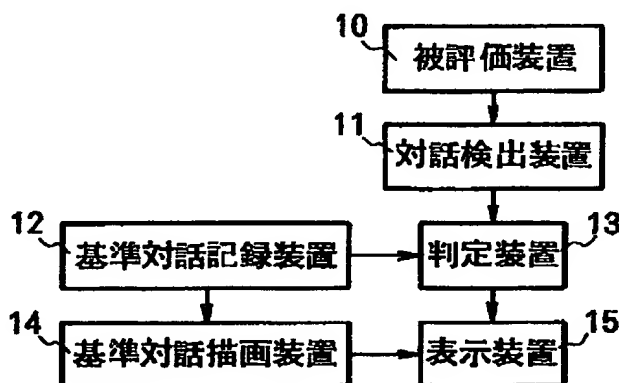 10
被評価装置
11
対話検出装置
12
基準対話記録装置
13
判定装置
14
基準対話描画装置
15
表示装置